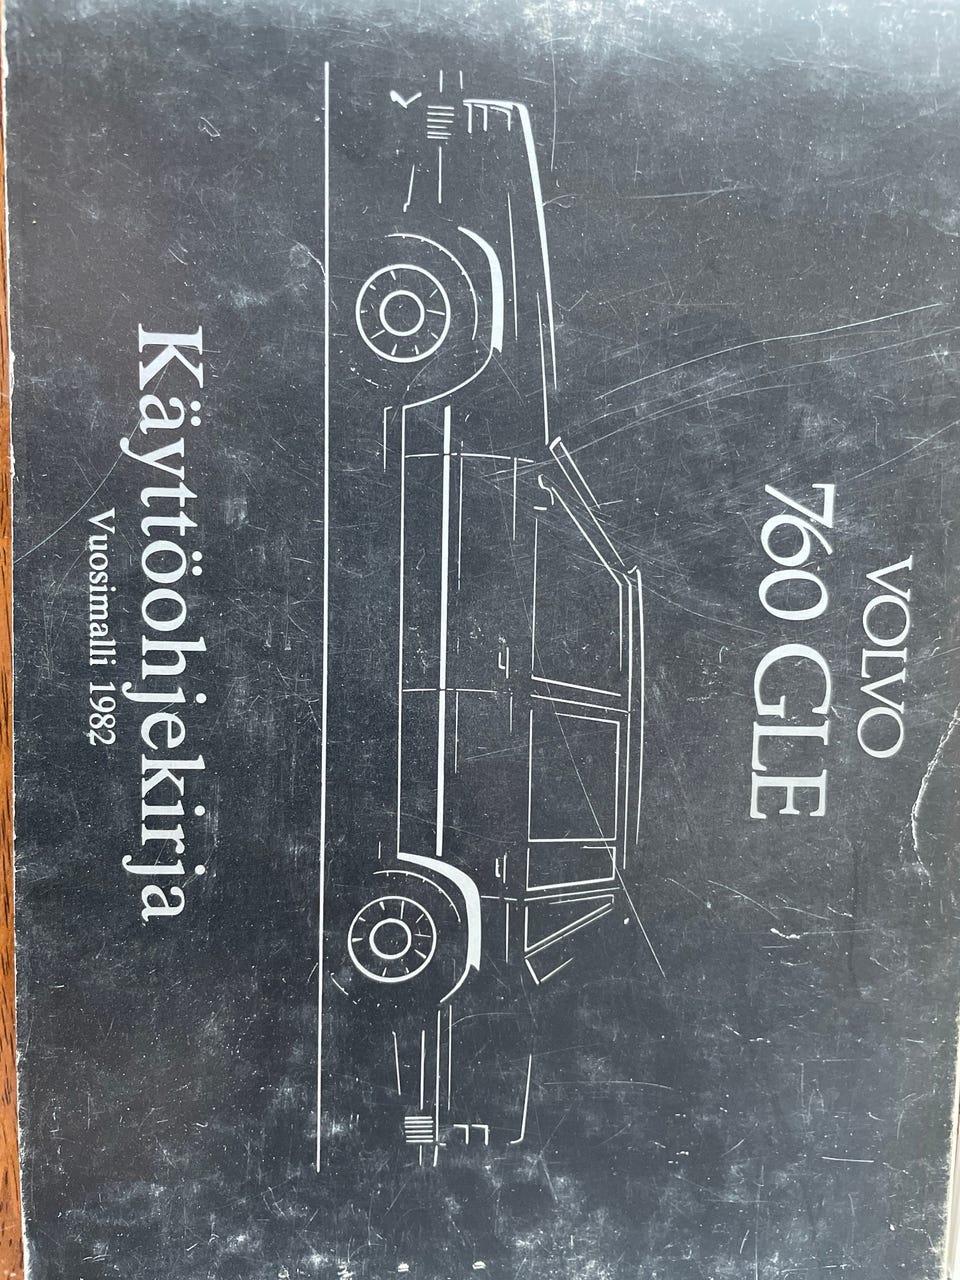 VOLVO
760 GLE
Käyttöohjekirja
Vuosimalli 1982